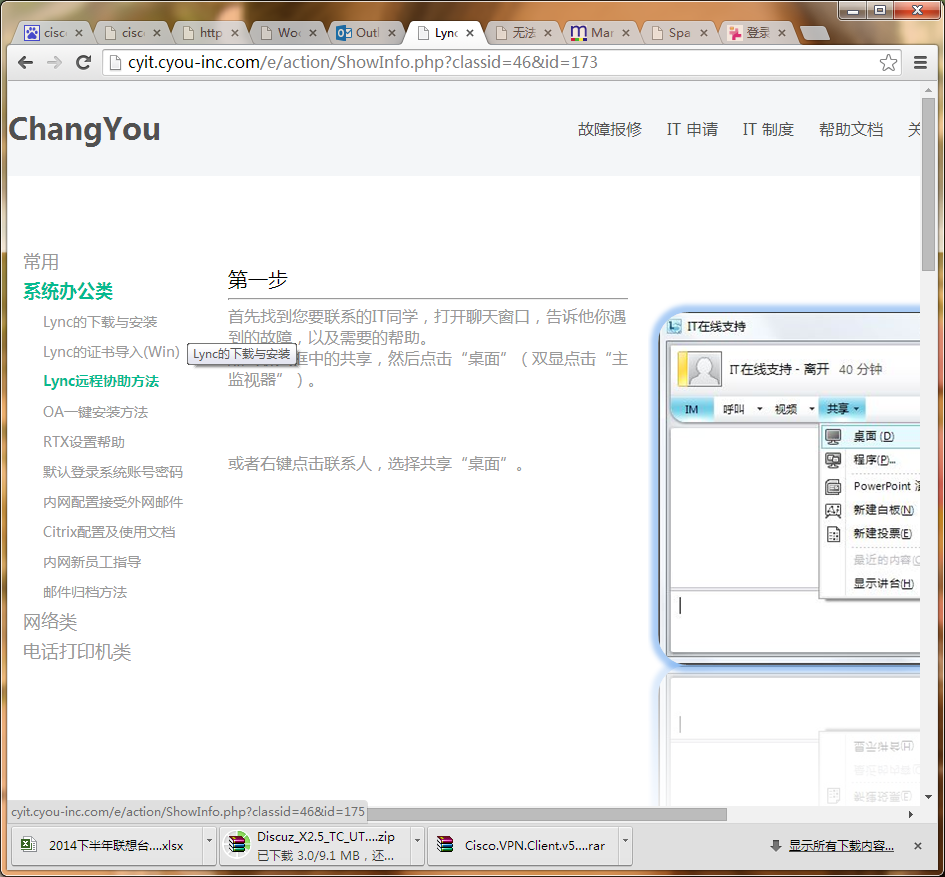 cisc
cisc
http
Wo
Outl
Lync
无法
Mar
Spa
登录
cyit.cyou-inc.com/e/action/ShowInfo.php?classid=46&id=173
ChangYou
故障报修
IT 申请
IT 制度
帮助文档
关
常用
系统办公类
Lync的下载与安装
Lync的证书导入(Win)
Lync的下载与安装
Lync远程协助方法
OA一键安装方法
RTX设置帮助
默认登录系统账号密码
内网配置接受外网邮件
Citrix配置及使用文档
内网新员工指导
邮件归档方法
网络类
电话打印机类
第一步
首先找到您要联系的IT同学，打开聊天窗口，告诉他你遇
到的故障，以及需要的帮助。
框中的共享，然后点击“桌面”（ 双显点击“主
监视器” ）。
或者右键点击联系人，选择共享“桌面”。
IT在线支持
IT在线支持 - 离开 40 分钟
IM
呼叫
视频
共享
桌面 (D)
程序(P)...
PowerPoint
新建白板(N)
新建投票(E)
最近的内容(C
显示讲台(H)
cyit.cyou-inc.com/e/action/ShowInfo.php?classid=46&id=175
2014下半年联想台....xlsx
Discuz_X2.5_TC_UT....zip
已下载 3.0/9.1 MB，还...
Cisco.VPN.Client.v5....rar
显示所有下载内容...